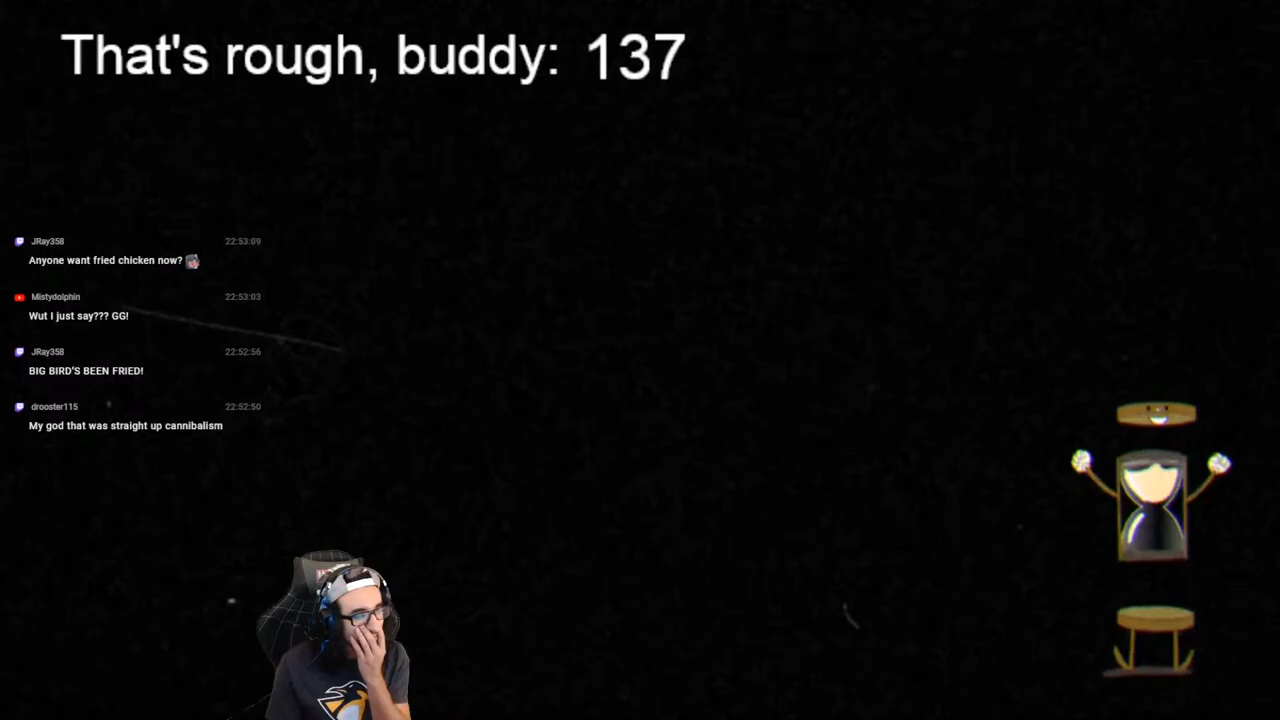 That's rough, buddy: 137
JRay358 22:53:09
Anyone want fried chicken now?
Mistydolphin 22:53:03
Wut I just say??? GG!
JRay358 22:52:56
BIG BIRD'S BEEN FRIED!
drooster115 22:52:50
My god that was straight up cannibalism